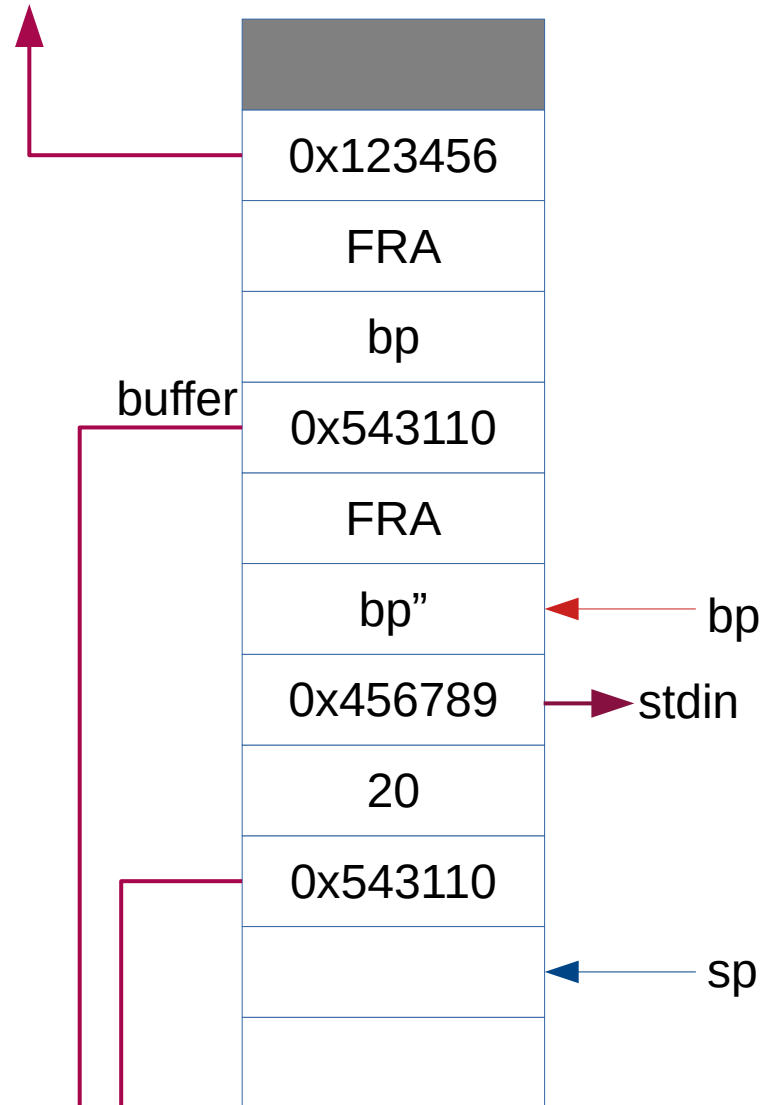 0x123456
FRA
bp
buffer
0x543110
FRA
bp”
bp
0x456789
stdin
20
0x543110
sp